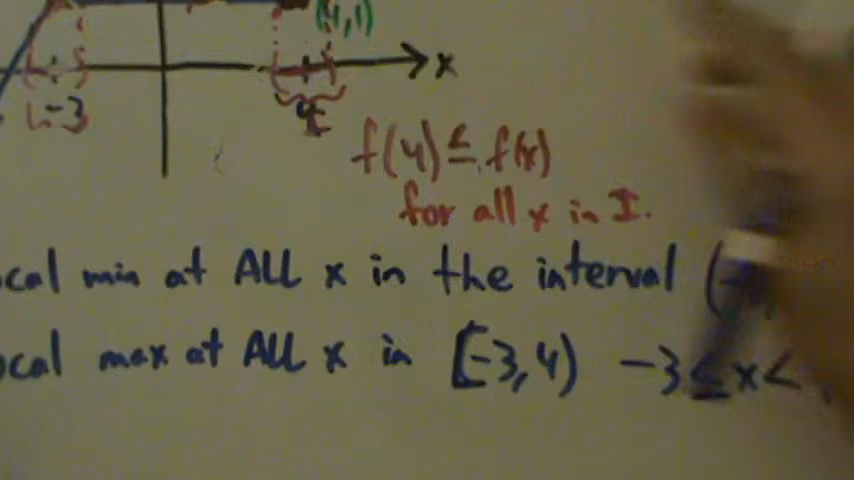 (4,1)
x
-3
f(4) ≤ f(x)
for all x in I.
cal min at ALL x in the interval (-
ocal max at ALL x in [-3,4) -3 ≤ x <